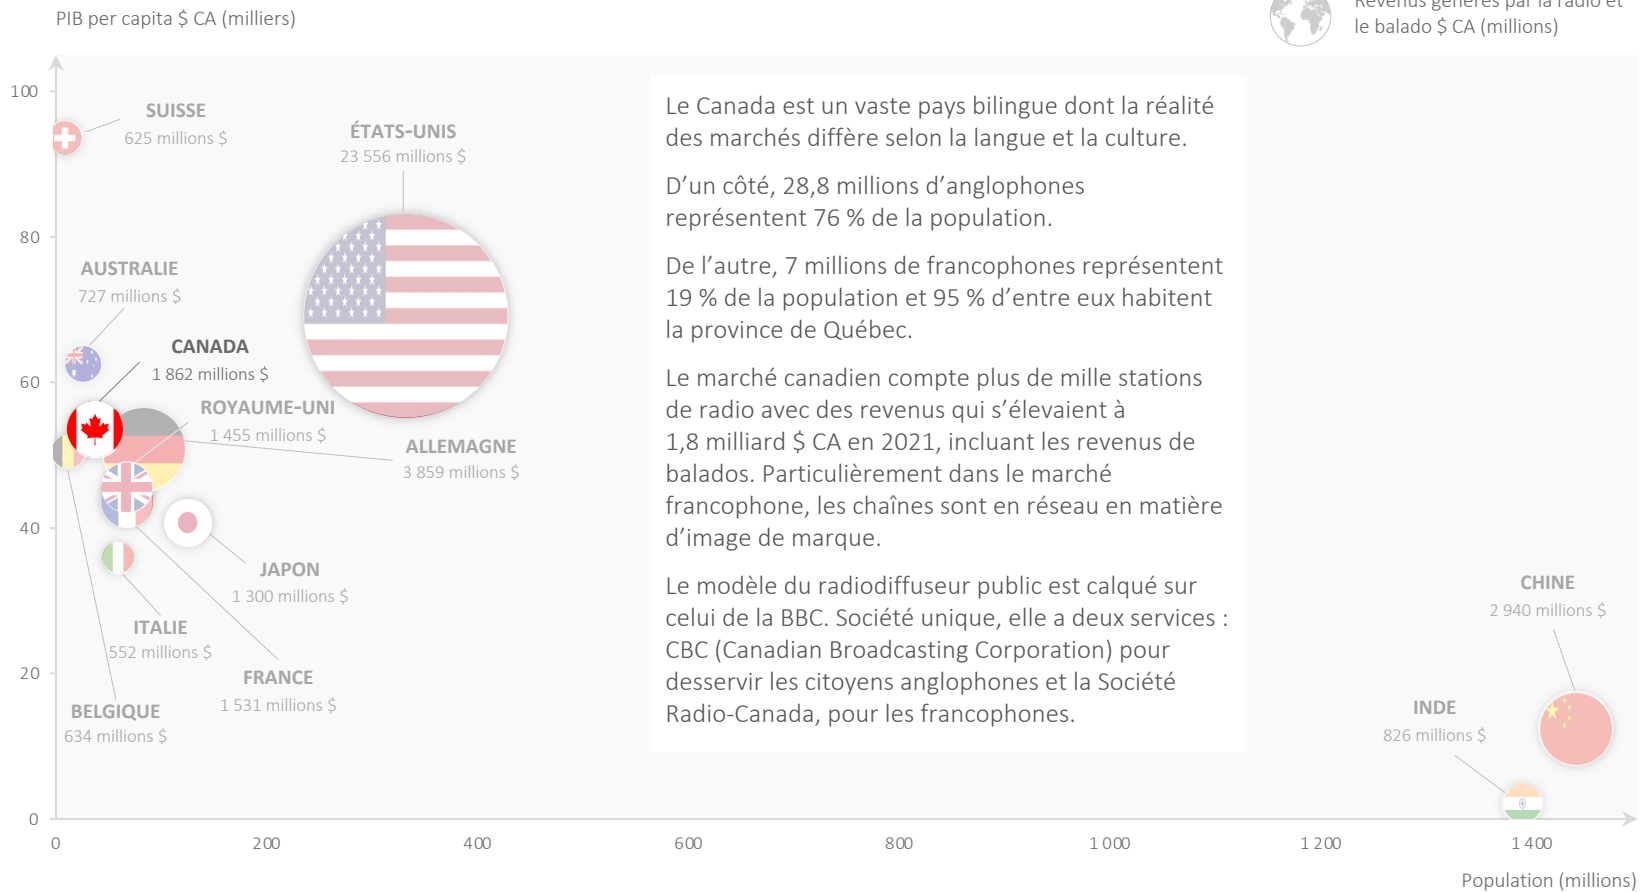 PIB per capita $ CA (milliers)
Revenus générés par la radio et
le balado $ CA (millions)
100
80
60
40
20
0
SUISSE
625 millions $
ÉTATS-UNIS
23 556 millions $
AUSTRALIE
727 millions $
CANADA
1 862 millions $
ROYAUME-UNI
1 455 millions $
ALLEMAGNE
3 859 millions $
JAPON
1 300 millions $
ITALIE
552 millions $
FRANCE
1 531 millions $
BELGIQUE
634 millions $
Le Canada est un vaste pays bilingue dont la réalité
des marchés diffère selon la langue et la culture.
D’un côté, 28,8 millions d’anglophones
représentent 76 % de la population.
De l’autre, 7 millions de francophones représentent
19 % de la population et 95 % d’entre eux habitent
la province de Québec.
Le marché canadien compte plus de mille stations
de radio avec des revenus qui s’élevaient à
1,8 milliard $ CA en 2021, incluant les revenus de
balados. Particulièrement dans le marché
francophone, les chaînes sont en réseau en matière
d’image de marque.
Le modèle du radiodiffuseur public est calqué sur
celui de la BBC. Société unique, elle a deux services :
CBC (Canadian Broadcasting Corporation) pour
desservir les citoyens anglophones et la Société
Radio-Canada, pour les francophones.
CHINE
2 940 millions $
INDE
826 millions $
0
200
400
600
800
1 000
1 200
1 400
Population (millions)